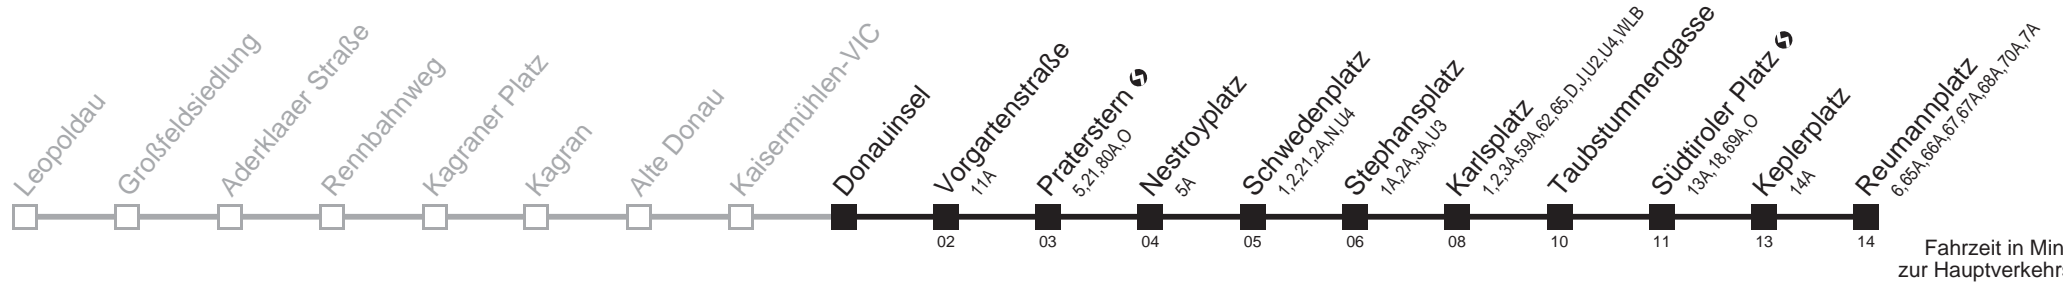 Leopoldau
Großfeldsiedlung
Aderklaaer Straße
Rennbahnweg
Kagraner Platz
Kagran
Alte Donau
Kaisermühlen-VIC
Donauinsel
Vorgartenstraße
11A
Praterstern
5,21,80A,O
Nestroyplatz
5A
Schwedenplatz
1,2,21,2A,N,U4
Stephansplatz
1A,2A,3A,U3
Karlsplatz
1,2,3A,59A,62,65,D,J,U2,U4,WLB
Taubstummengasse
Südtiroler Platz
13A,18,69A,O
Keplerplatz
14A
Reumannplatz
6,65A,66A,67,67A,68A,70A,7A
02 03 04 05 06 08 10 11 13 14
Fahrzeit in Min
zur Hauptverkehrs